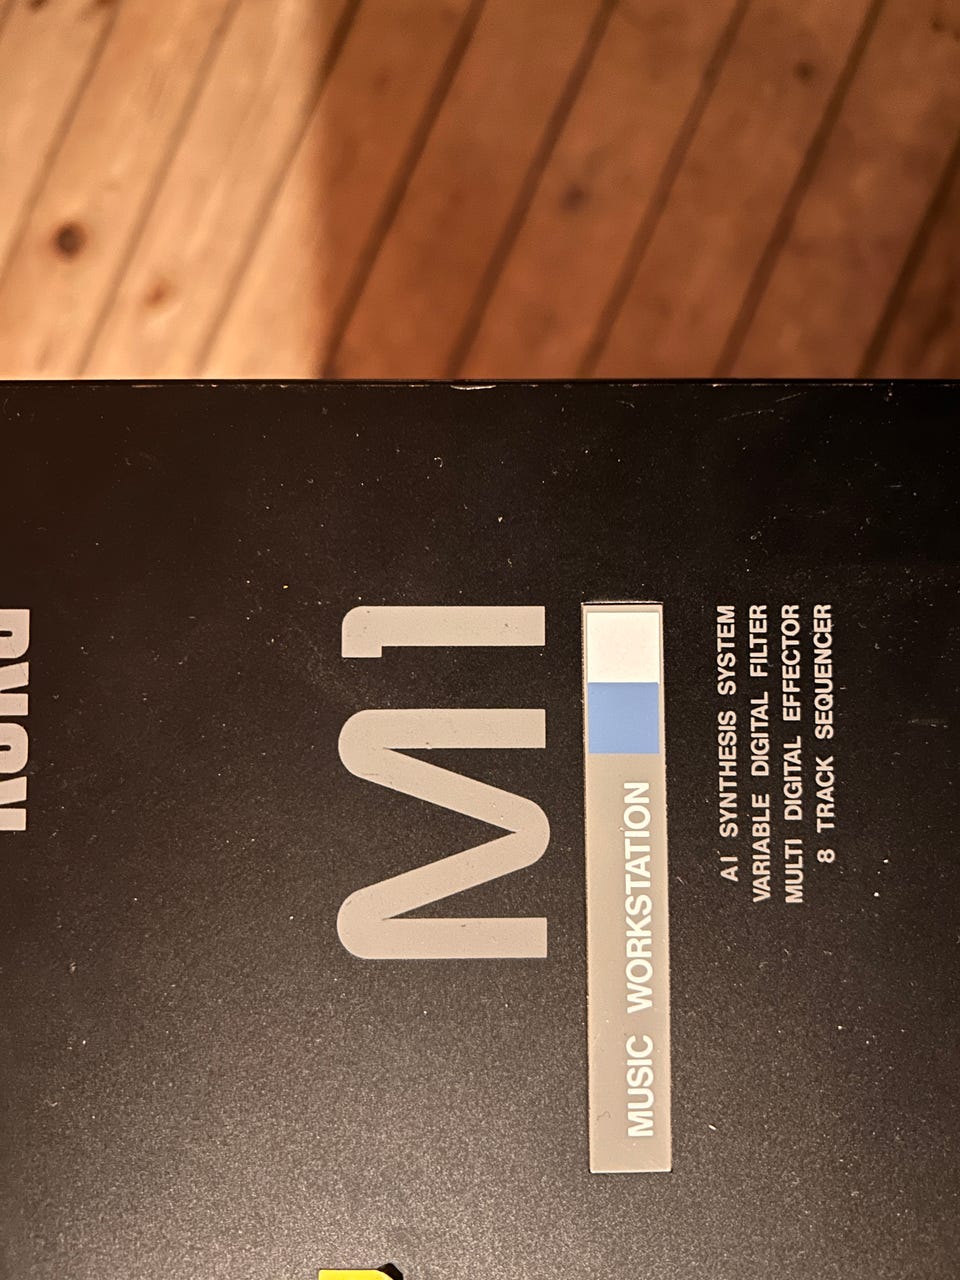 M1
MUSIC WORKSTATION
AI SYNTHESIS SYSTEM
VARIABLE DIGITAL FILTER
MULTI DIGITAL EFFECTOR
8 TRACK SEQUENCER